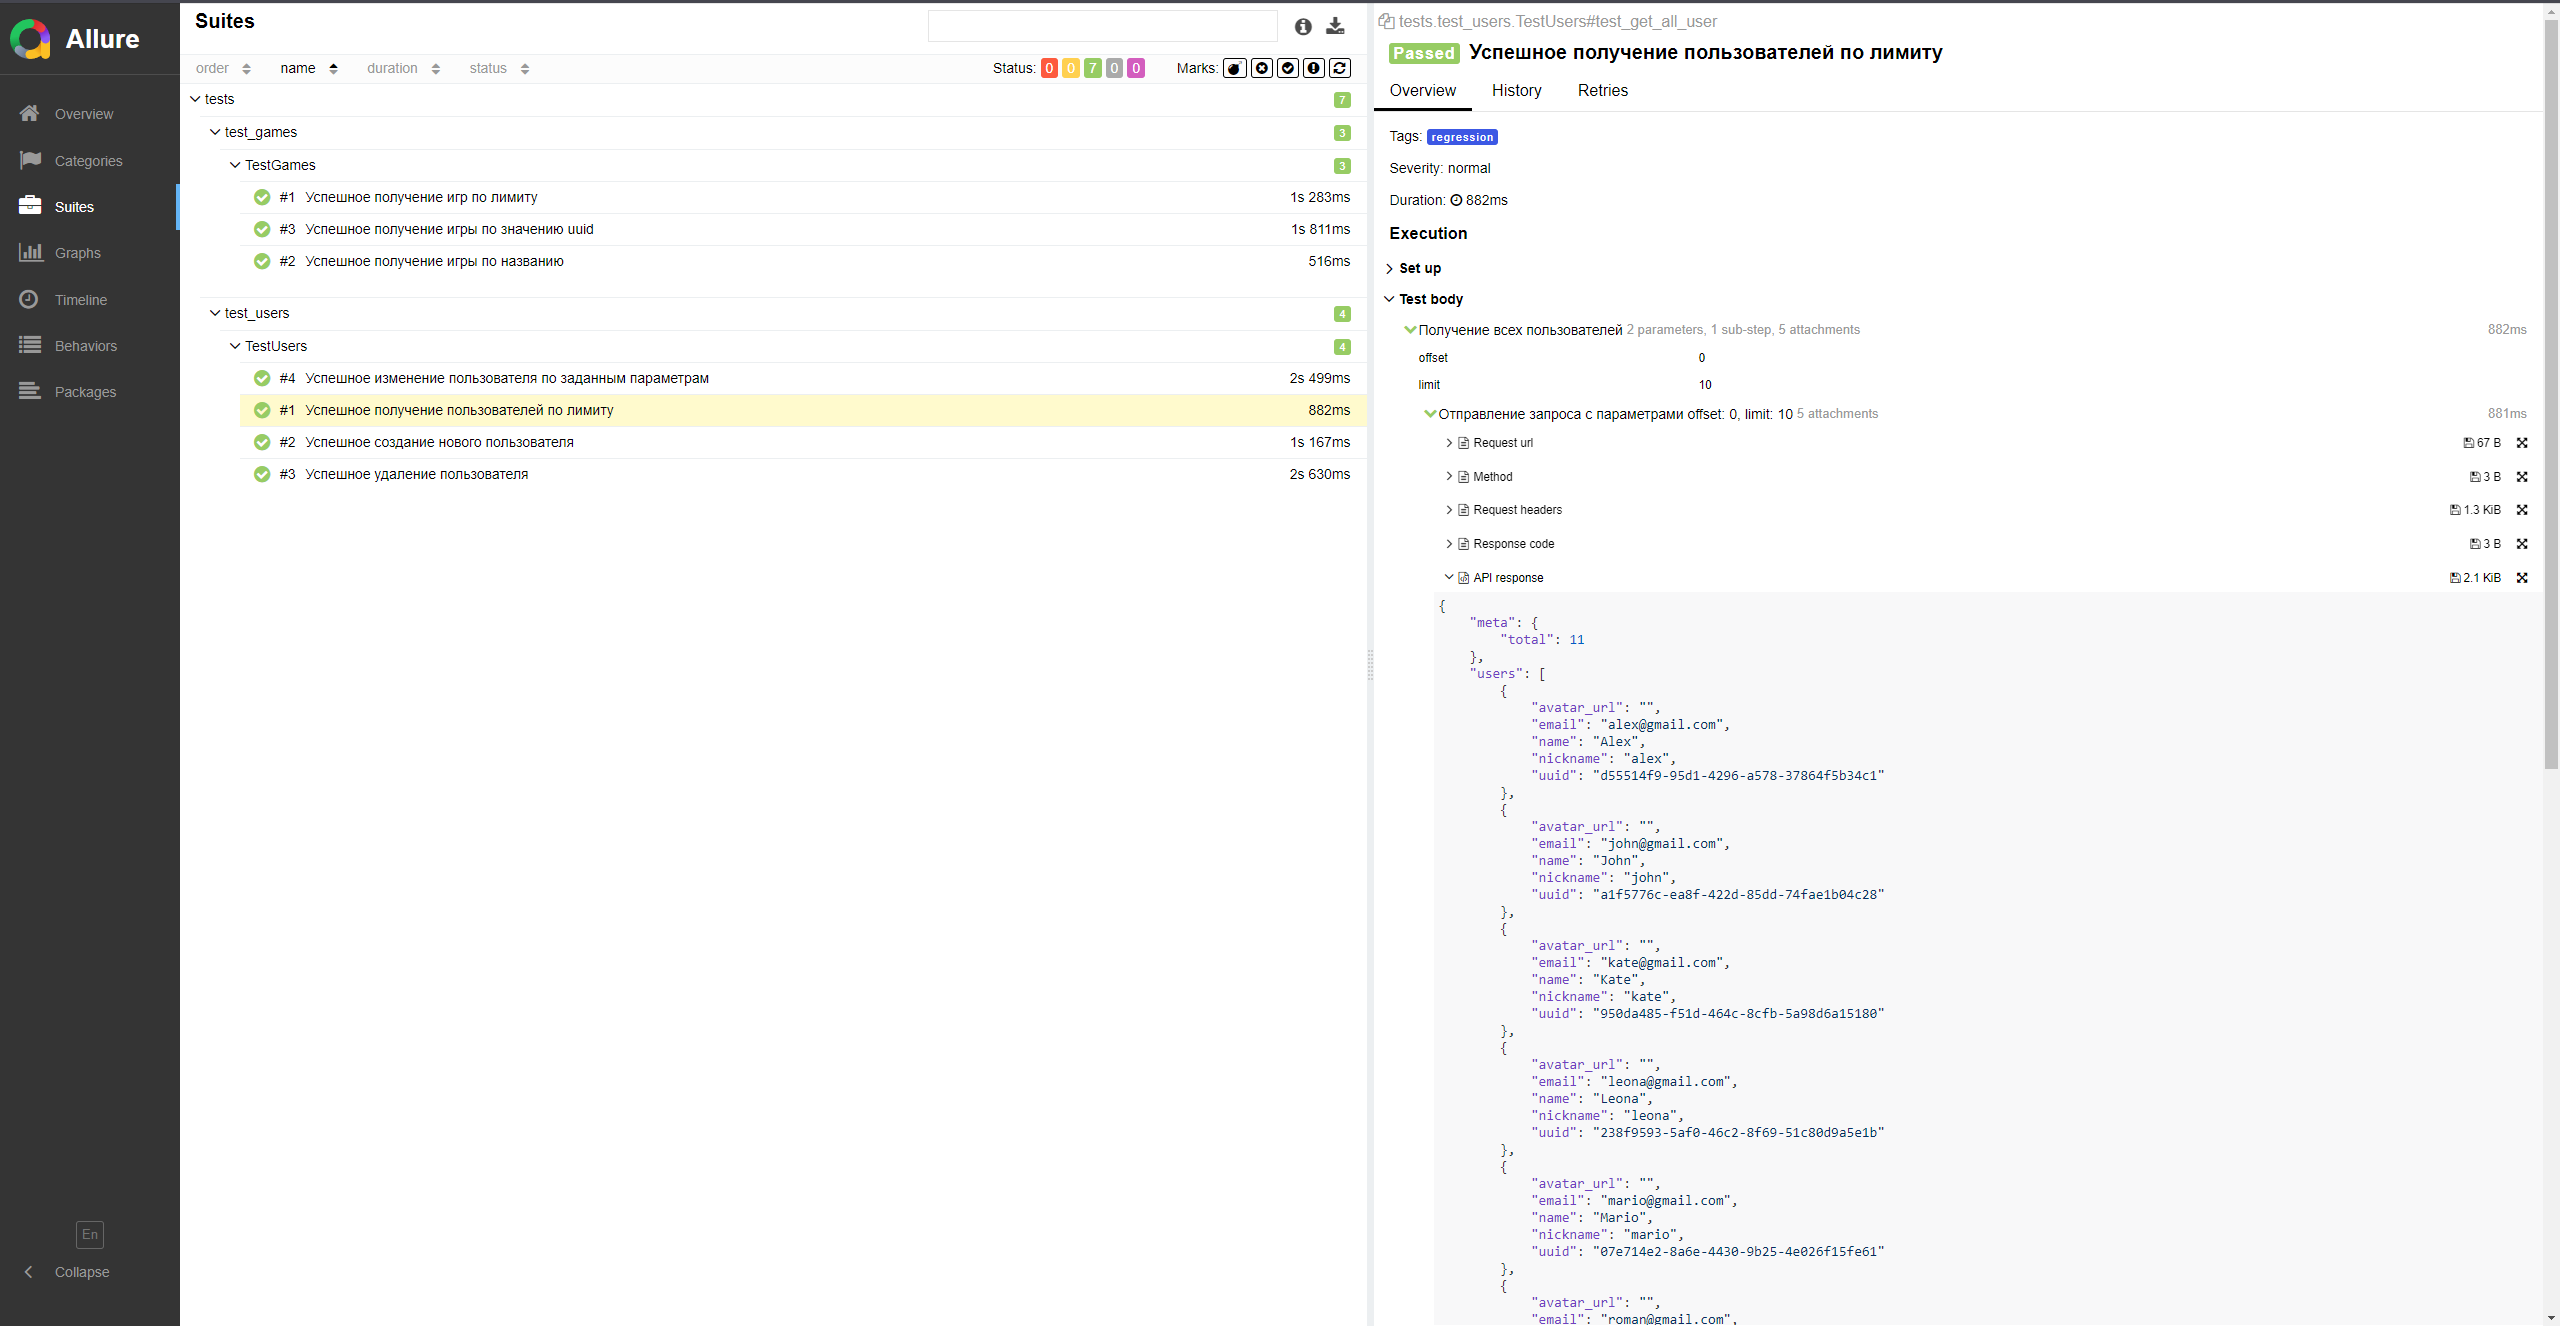 Allure
Overview
Categories
Suites
Graphs
Timeline
Behaviors
Packages
En
Collapse
Suites
order name duration status
Status: 0 0 7 0 0 Marks:
tests 7
test_games 3
TestGames 3
#1 Успешное получение игр по лимиту 1s 283ms
#3 Успешное получение игры по значению uuid 1s 811ms
#2 Успешное получение игры по названию 516ms
test_users 4
TestUsers 4
#4 Успешное изменение пользователя по заданным параметрам 2s 499ms
#1 Успешное получение пользователей по лимиту 882ms
#2 Успешное создание нового пользователя 1s 167ms
#3 Успешное удаление пользователя 2s 630ms
tests.test_users.TestUsers#test_get_all_user
Passed Успешное получение пользователей по лимиту
Overview History Retries
Tags: regression
Severity: normal
Duration: 882ms
Execution
Set up
Test body
Получение всех пользователей 2 parameters, 1 sub-step, 5 attachments 882ms
offset 0
limit 10
Отправление запроса с параметрами offset: 0, limit: 10 5 attachments 881ms
Request url 67 B
Method 3 B
Request headers 1.3 KiB
Response code 3 B
API response 2.1 KiB
{
"meta": {
"total": 11
},
"users": [
{
"avatar_url": "",
"email": "alex@gmail.com",
"name": "Alex",
"nickname": "alex",
"uuid": "d55514f9-95d1-4296-a578-37864f5b34c1"
},
{
"avatar_url": "",
"email": "john@gmail.com",
"name": "John",
"nickname": "john",
"uuid": "a1f5776c-ea8f-422d-85dd-74fae1b04c28"
},
{
"avatar_url": "",
"email": "kate@gmail.com",
"name": "Kate",
"nickname": "kate",
"uuid": "950da485-f51d-464c-8cfb-5a98d6a15180"
},
{
"avatar_url": "",
"email": "leona@gmail.com",
"name": "Leona",
"nickname": "leona",
"uuid": "238f9593-5af0-46c2-8f69-51c80d9a5e1b"
},
{
"avatar_url": "",
"email": "mario@gmail.com",
"name": "Mario",
"nickname": "mario",
"uuid": "07e714e2-8a6e-4430-9b25-4e026f15fe61"
},
{
"avatar_url": "",
"email": "roman@gmail.com",